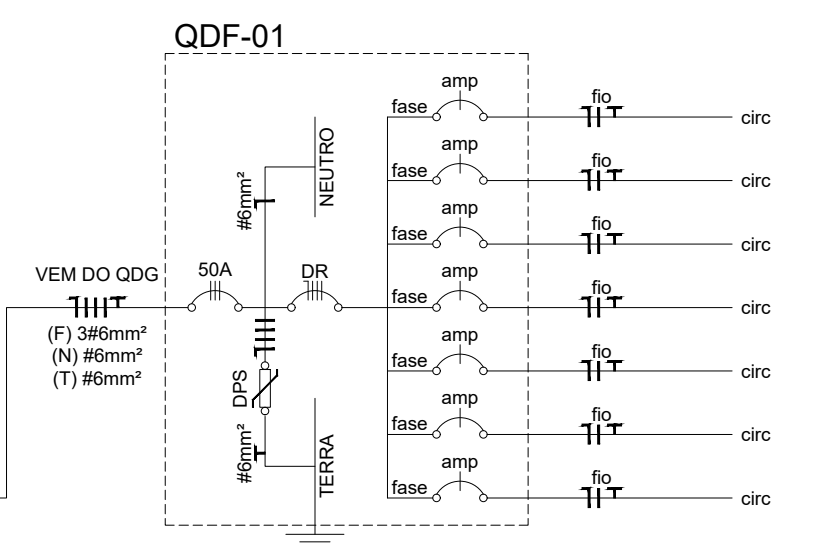 QDF-01
VEM DO QDG
(F) 3#6mm²
(N) #6mm²
(T) #6mm²
50A
#6mm²
NEUTRO
DR
DPS
#6mm²
TERRA
fase
amp
fio
circ
fase
amp
fio
circ
fase
amp
fio
circ
fase
amp
fio
circ
fase
amp
fio
circ
fase
amp
fio
circ
fase
amp
fio
circ